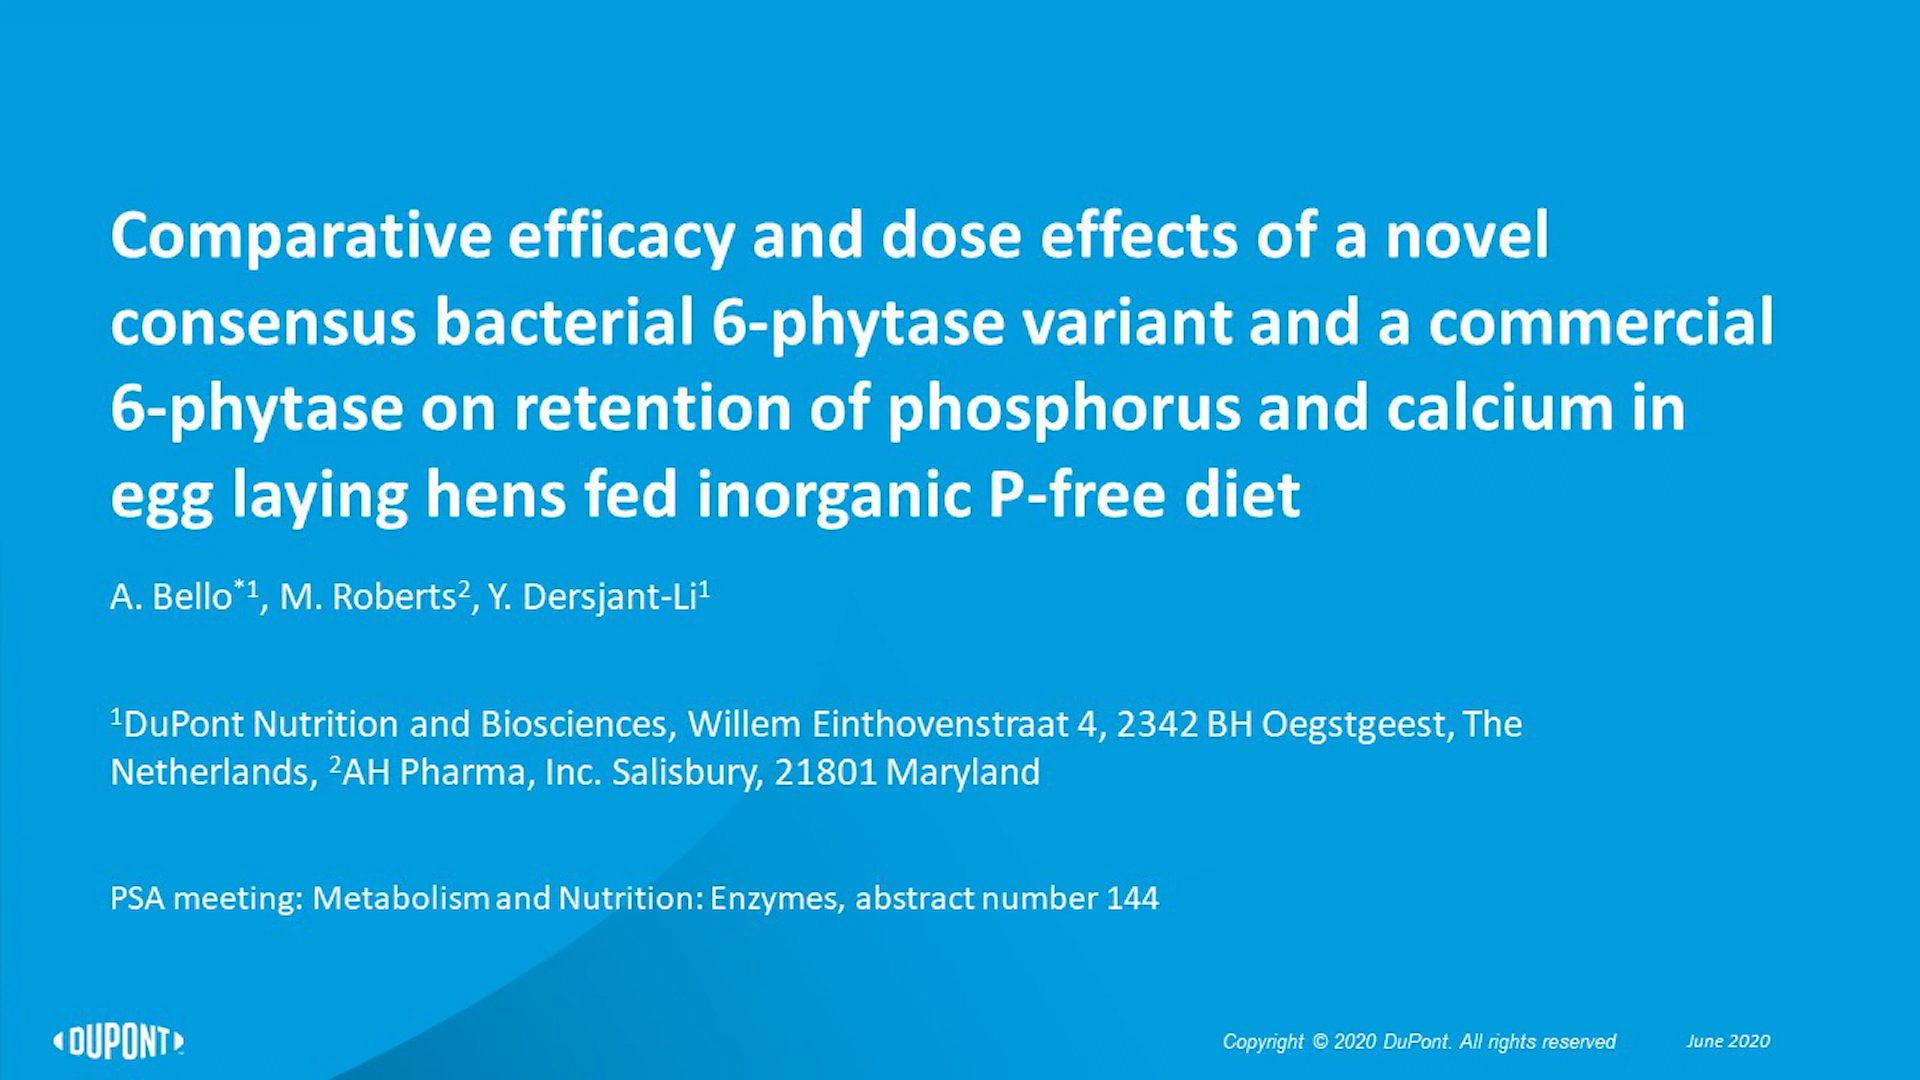 Comparative efficacy and dose effects of a novel
consensus bacterial 6-phytase variant and a commercial
6-phytase on retention of phosphorus and calcium in
egg laying hens fed inorganic P-free diet
A. Bello*1, M. Roberts2, Y. Dersjant-Li1
1DuPont Nutrition and Biosciences, Willem Einthovenstraat 4, 2342 BH Oegstgeest, The
Netherlands, 2AH Pharma, Inc. Salisbury, 21801 Maryland
PSA meeting: Metabolism and Nutrition: Enzymes, abstract number 144
DUPONT
Copyright © 2020 DuPont. All rights reserved
June 2020